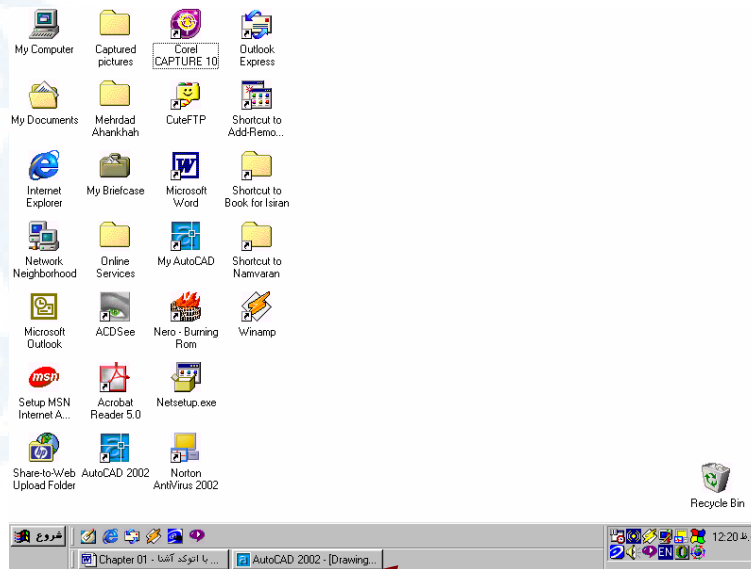 My Computer
Captured
pictures
Corel
CAPTURE 10
Outlook
Express
My Documents
Mehrdad
Ahankhah
CuteFTP
Shortcut to
Add-Remo...
Internet
Explorer
My Briefcase
Microsoft
Word
Shortcut to
Book for Isiran
Network
Neighborhood
Online
Services
My AutoCAD
Shortcut to
Namvaran
Microsoft
Outlook
ACDSee
Nero - Burning
Rom
Winamp
msn
Setup MSN
Internet A...
Acrobat
Reader 5.0
Netsetup.exe
Share-to-Web
Upload Folder
AutoCAD 2002
Norton
AntiVirus 2002
Recycle Bin
شروع
12:20 ظ.
EN
Chapter 01 - با اتوکد آشنا ...
AutoCAD 2002 - [Drawing...